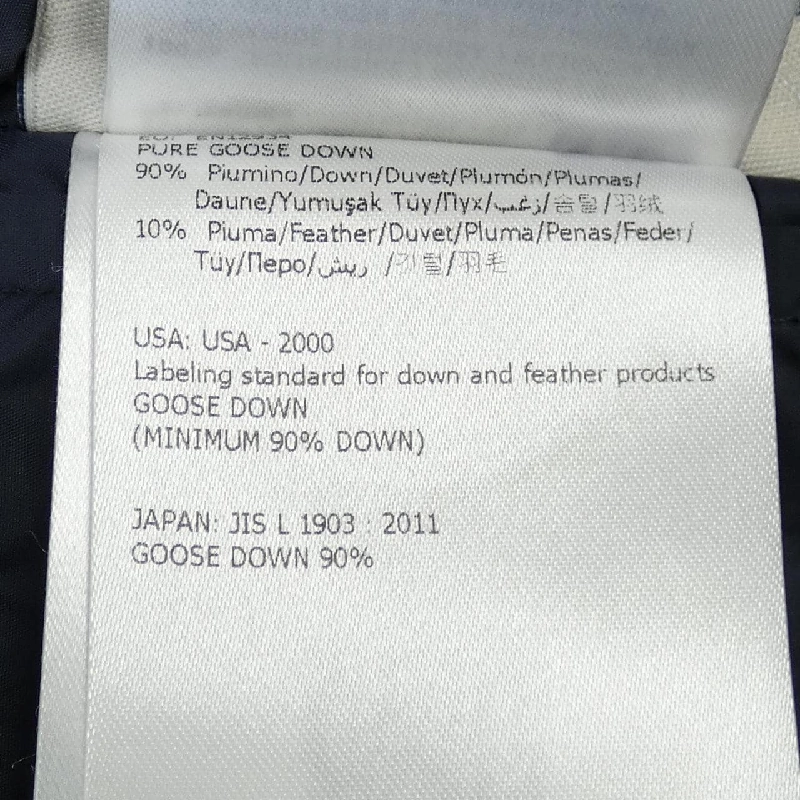 EU: EN12934
PURE GOOSE DOWN
90% Piumino/Down/Duvet/Plumón/Plumas/
Daune/Yumuşak Tüy/Пух/زغب/솜털/羽绒
10% Piuma/Feather/Duvet/Pluma/Penas/Feder/
Tüy/Перо/ريش /깃털/羽毛
USA: USA - 2000
Labeling standard for down and feather products
GOOSE DOWN
(MINIMUM 90% DOWN)
JAPAN: JIS L 1903 : 2011
GOOSE DOWN 90%